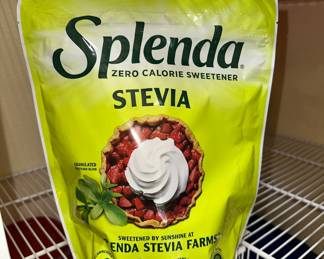 Splenda®
ZERO CALORIE SWEETENER
STEVIA
GRANULATED
SWEETENED BY SUNSHINE AT
ENDA STEVIA FARMS